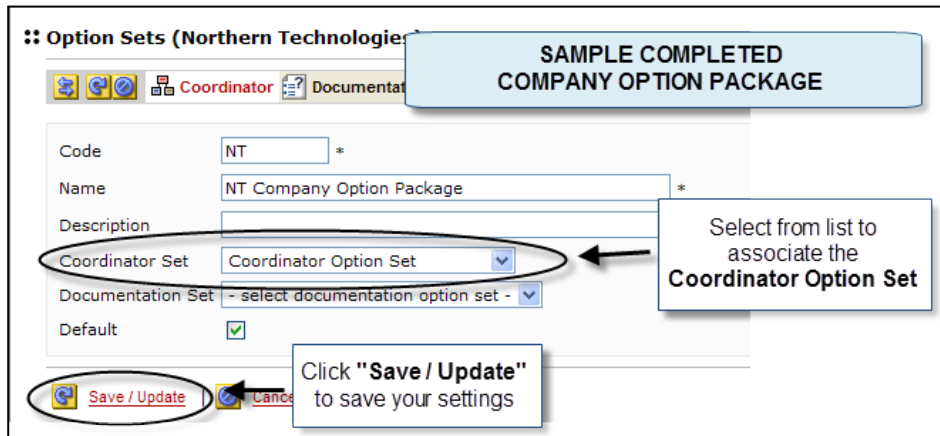 :: Option Sets (Northern Technologies)
SAMPLE COMPLETED
COMPANY OPTION PACKAGE
Coordinator Documentat
Code NT *
Name NT Company Option Package *
Description
Select from list to
associate the
Coordinator Option Set
Coordinator Set Coordinator Option Set
Documentation Set - select documentation option set -
Default
Click "Save / Update"
to save your settings
Save / Update | Cance